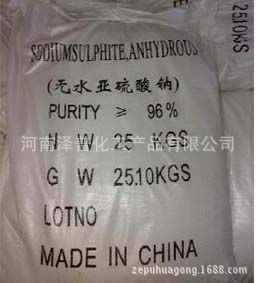 SODIUMSULPHITE,ANHYDROUS
(无水亚硫酸钠)
PURITY ≥ 96%
N W 25 KGS
河南泽普化工产品有限公司
G W 25.10KGS
LOTNO
MADE IN CHINA
zepuhuagong.1688.com
2510KGS